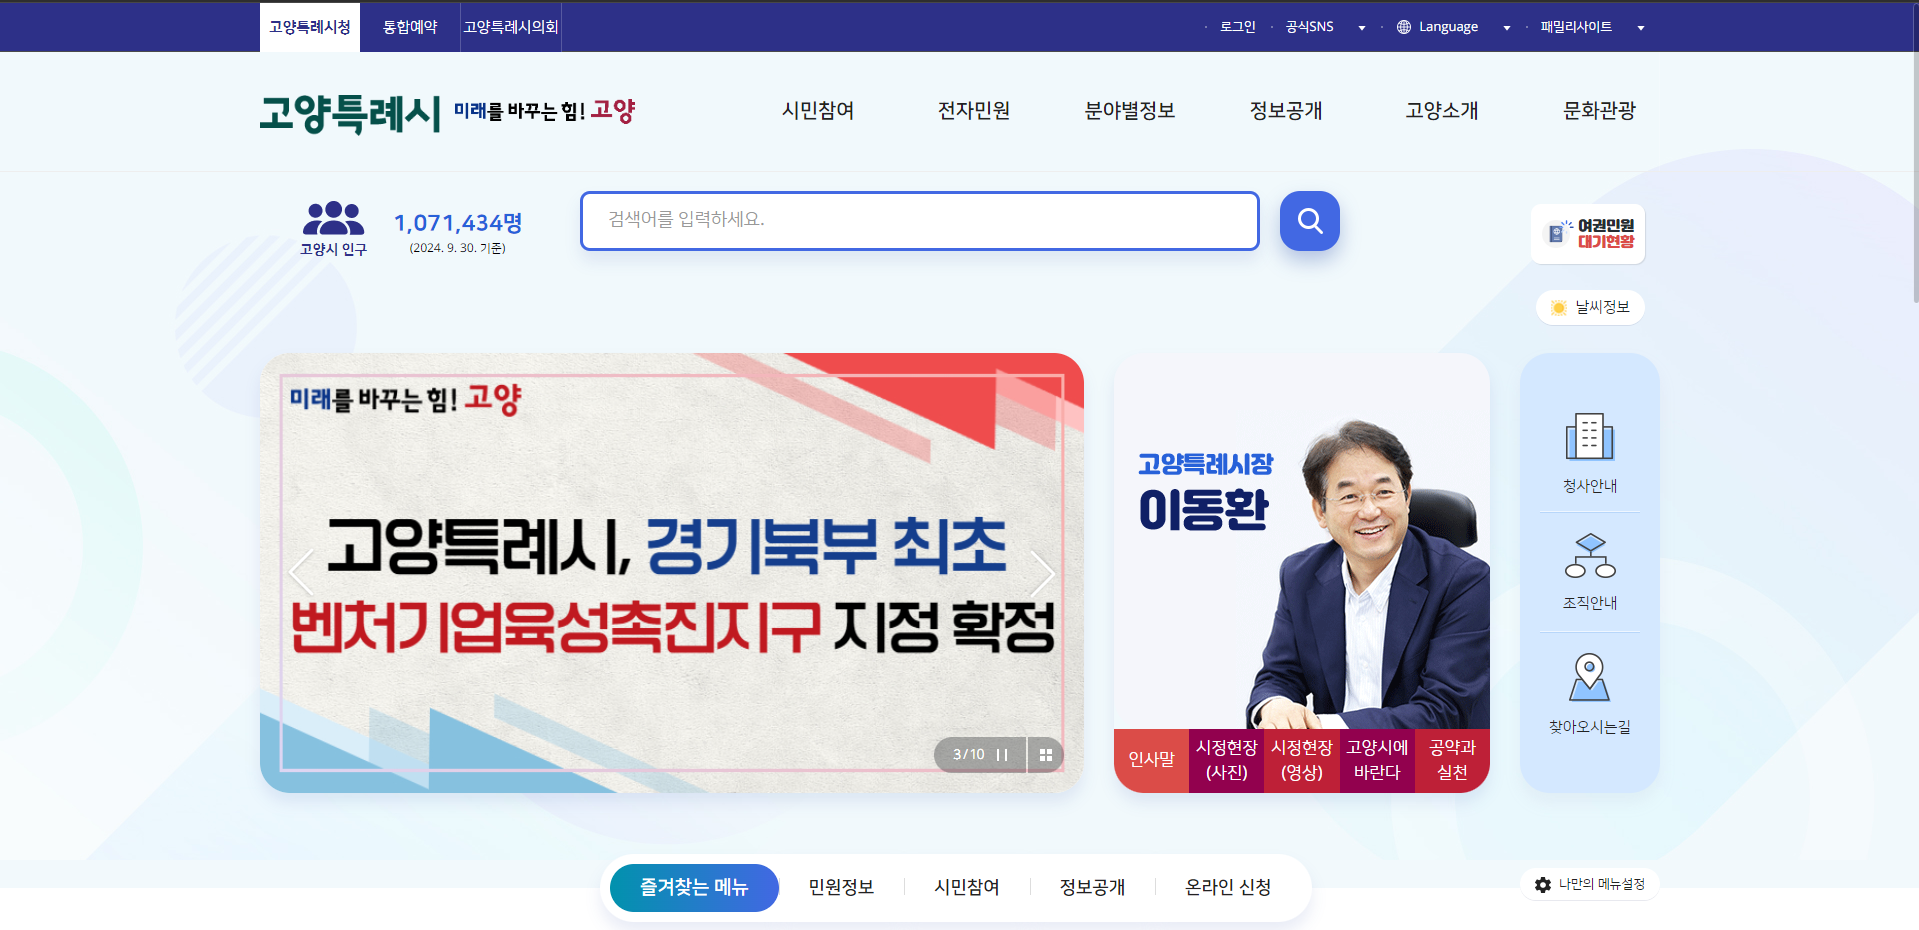 고양특례시청
통합예약
고양특례시의회
로그인
공식SNS
Language
패밀리사이트
고양특례시 미래를 바꾸는 힘! 고양
시민참여
전자민원
분야별정보
정보공개
고양소개
문화관광
고양시 인구
1,071,434명
(2024. 9. 30. 기준)
검색어를 입력하세요.
여권민원
대기현황
날씨정보
미래를 바꾸는 힘! 고양
고양특례시, 경기북부 최초
벤처기업육성촉진지구 지정 확정
3/10
고양특례시장
이동환
인사말
시정현장
(사진)
시정현장
(영상)
고양시에
바란다
공약과
실천
청사안내
조직안내
찾아오시는길
즐겨찾는 메뉴
민원정보
시민참여
정보공개
온라인 신청
나만의 메뉴설정